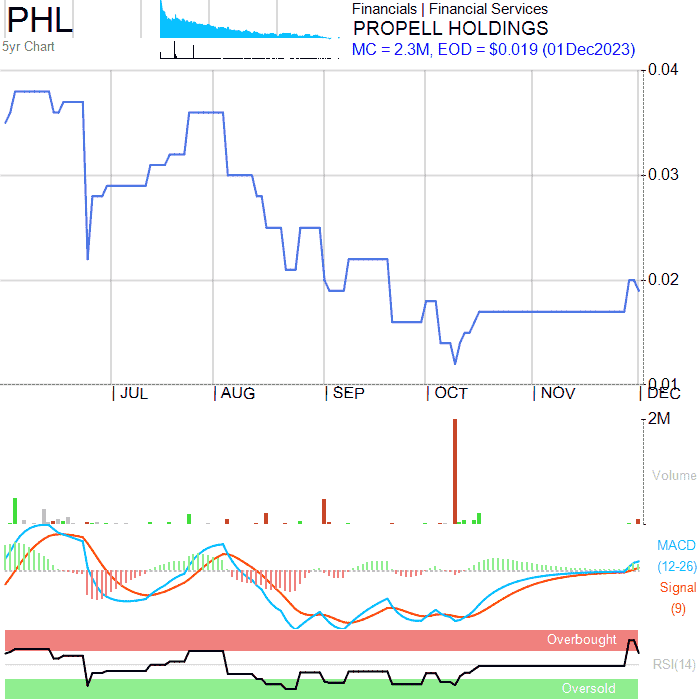 PHL
5yr Chart
Financials | Financial Services
PROPELL HOLDINGS
MC = 2.3M, EOD = $0.019 (01Dec2023)
0.04
0.03
0.02
0.01
| JUL
| AUG
| SEP
| OCT
| NOV
| DEC
2M
Volume
MACD
(12-26)
Signal
(9)
Overbought
RSI(14)
Oversold